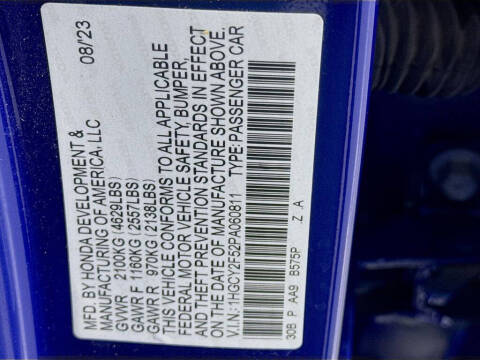 MFD. BY HONDA DEVELOPMENT & 08/23
MANUFACTURING OF AMERICA, LLC
GVWR 2100KG (4629LBS)
GAWR F 1160KG (2557LBS)
GAWR R 970KG (2138LBS)
THIS VEHICLE CONFORMS TO ALL APPLICABLE
FEDERAL MOTOR VEHICLE SAFETY, BUMPER,
AND THEFT PREVENTION STANDARDS IN EFFECT
ON THE DATE OF MANUFACTURE SHOWN ABOVE.
V.I.N.: 1HGCY2F52PA060811 TYPE: PASSENGER CAR
30B P AA9 B575P Z A